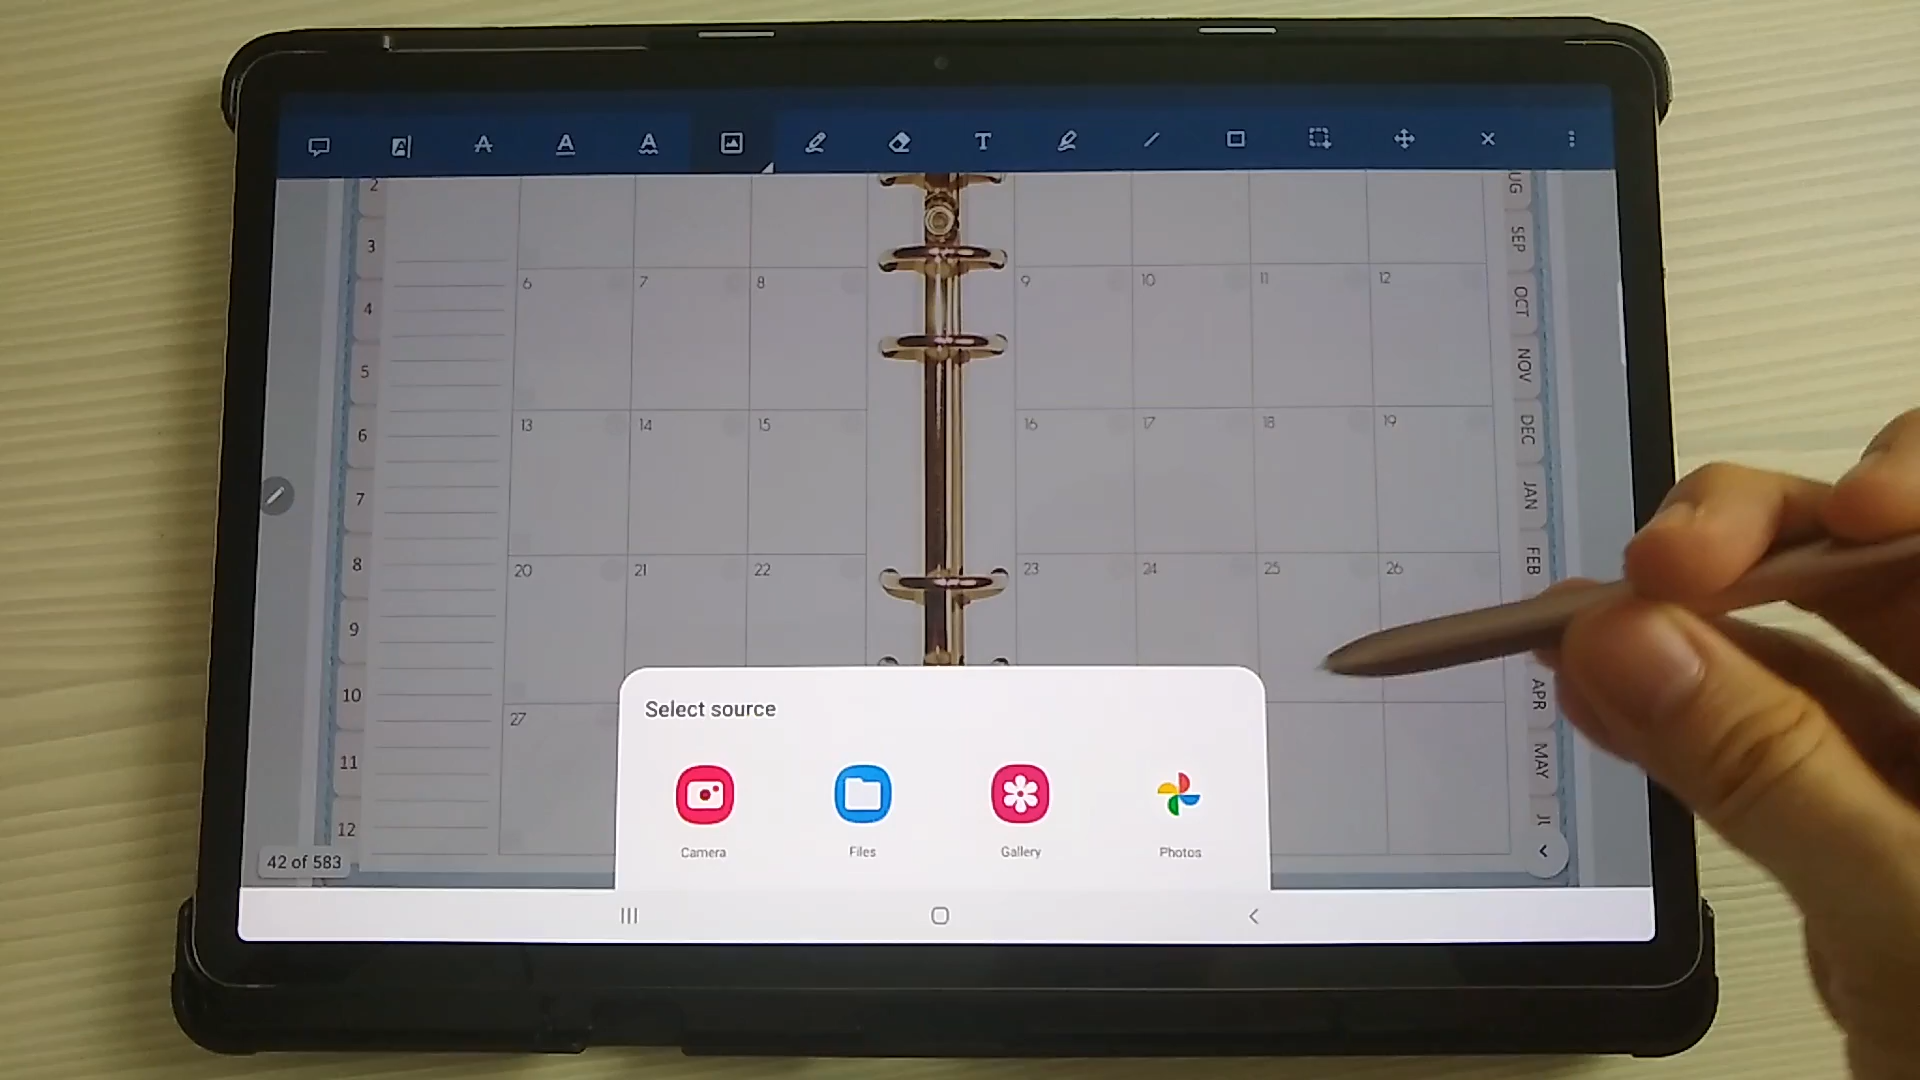 A A A A T
2
3
4
5
6
7
8
9
10
11
12
6 7 8 9 10 11 12
13 14 15 16 17 18 19
20 21 22 23 24 25 26
27
UG
SEP
OCT
NOV
DEC
JAN
FEB
APR
MAY
42 of 583
Select source
Camera Files Gallery Photos